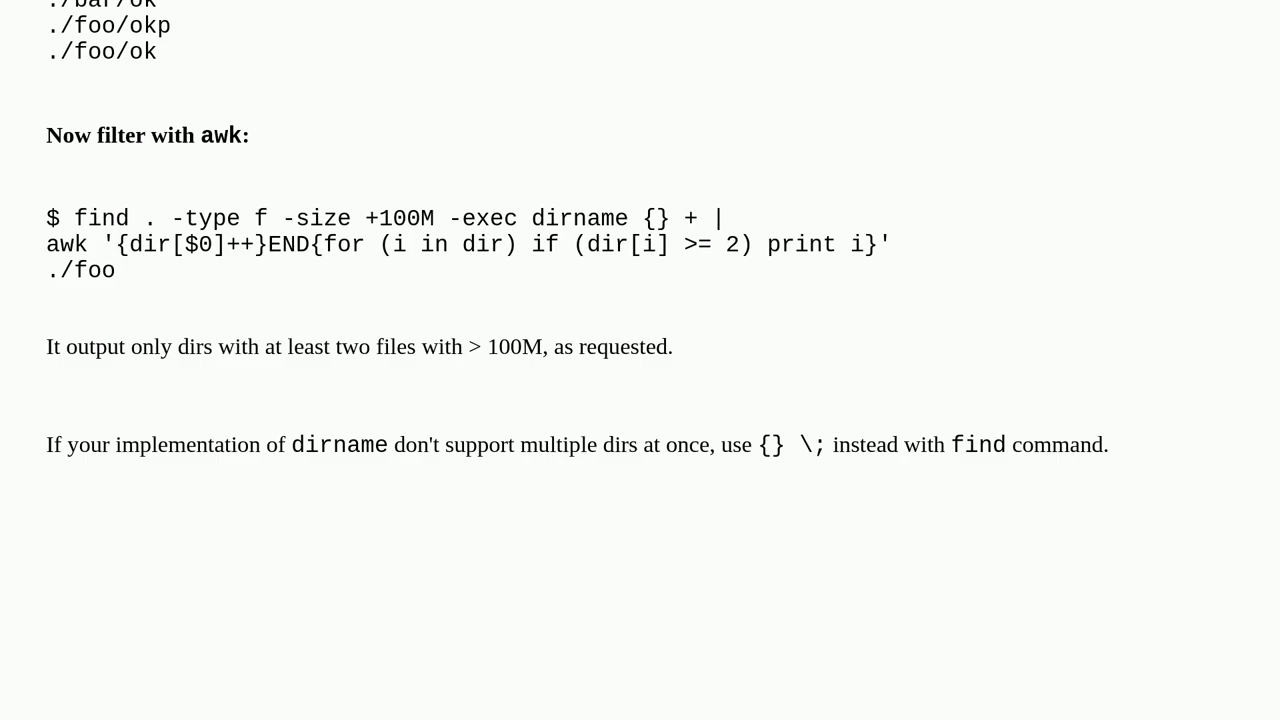 ./bar/ok
./foo/okp
./foo/ok
Now filter with awk:
$ find . -type f -size +100M -exec dirname {} + |
awk '{dir[$0]++}END{for (i in dir) if (dir[i] >= 2) print i}'
./foo
It output only dirs with at least two files with > 100M, as requested.
If your implementation of dirname don't support multiple dirs at once, use {} \; instead with find command.